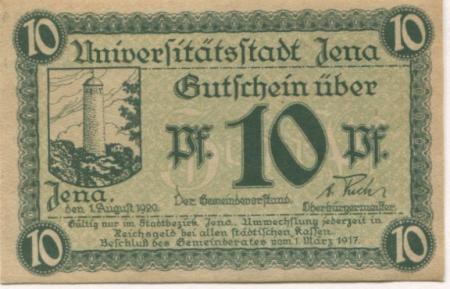 10 Universitätsstadt Jena 10
Gutschein über
Pf. 10 Pf.
Jena.
den 1. August 1920. Der Gemeindevorstand. Oberbürgermeister.
Gültig nur im Stadtbezirk Jena. Umwechslung jederzeit in
Reichsgeld bei allen städtischen Kassen.
10 Beschluß des Gemeinderates vom 1. März 1917. 10